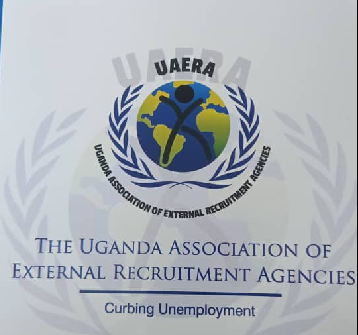 UAERA
UAERA
UGANDA ASSOCIATION OF EXTERNAL RECRUITMENT AGENCIES
THE UGANDA ASSOCIATION OF
EXTERNAL RECRUITMENT AGENCIES
Curbing Unemployment